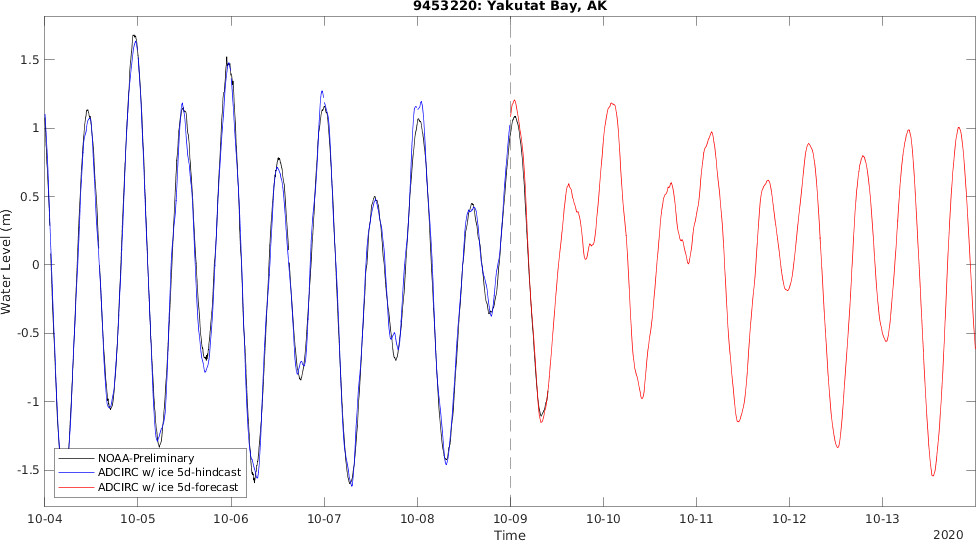 9453220: Yakutat Bay, AK
Water Level (m)
1.5
1
0.5
0
-0.5
-1
-1.5
NOAA-Preliminary
ADCIRC w/ ice 5d-hindcast
ADCIRC w/ ice 5d-forecast
10-04 10-05 10-06 10-07 10-08 10-09 10-10 10-11 10-12 10-13
Time
2020